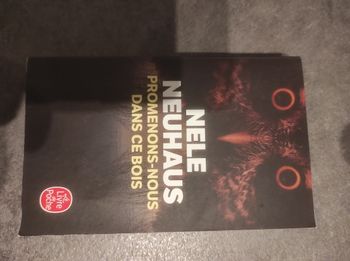 NELE
NEUHAUS
PROMENONS-NOUS
DANS CE BOIS
Le
Livre
de
Poche